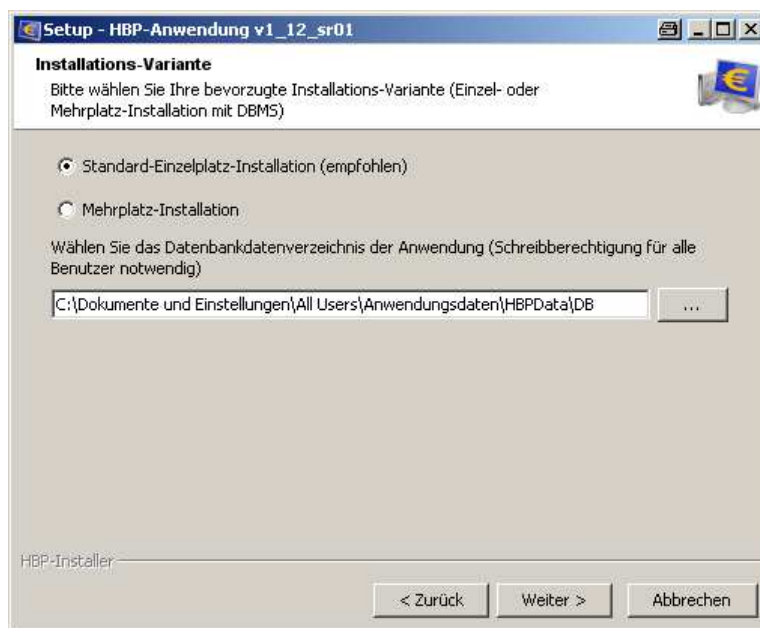 Setup - HBP-Anwendung v1_12_sr01
Installations-Variante
Bitte wählen Sie Ihre bevorzugte Installations-Variante (Einzel- oder
Mehrplatz-Installation mit DBMS)
Standard-Einzelplatz-Installation (empfohlen)
Mehrplatz-Installation
Wählen Sie das Datenbankdatenverzeichnis der Anwendung (Schreibberechtigung für alle
Benutzer notwendig)
C:\Dokumente und Einstellungen\All Users\Anwendungsdaten\HBPData\DB
...
HBP-Installer
< Zurück
Weiter >
Abbrechen